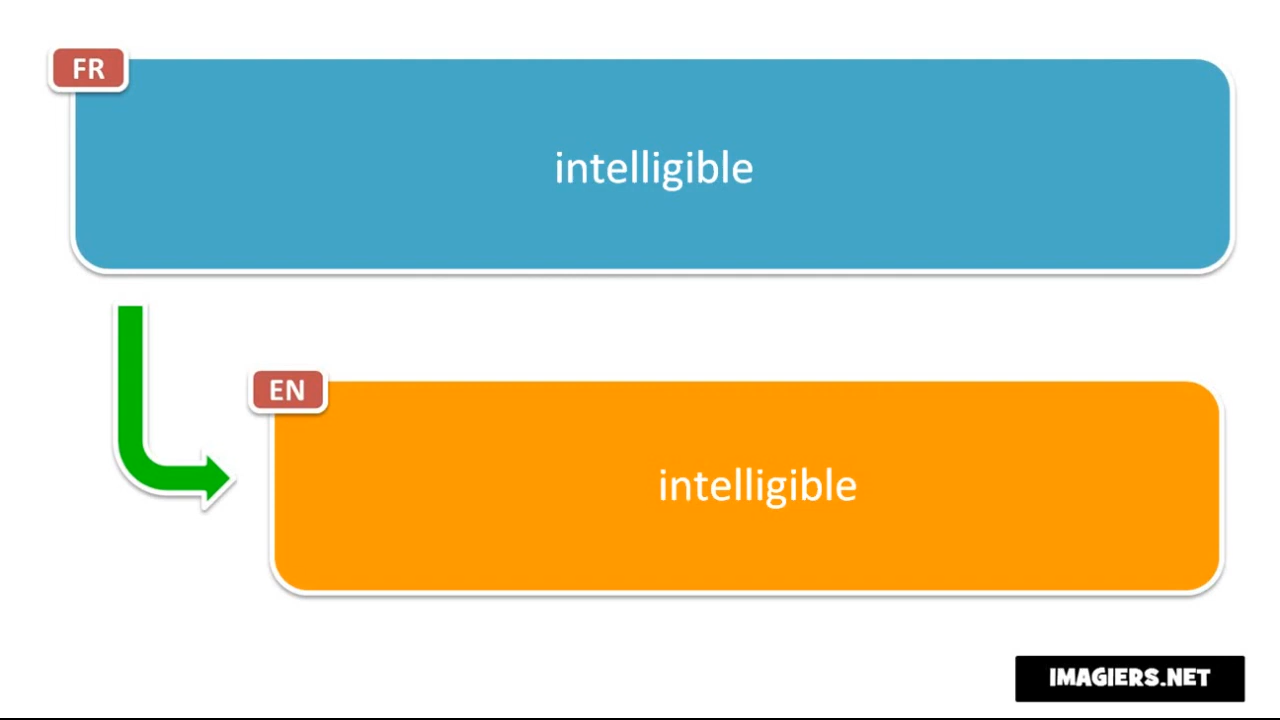 FR
intelligible
EN
intelligible
IMAGIERS.NET